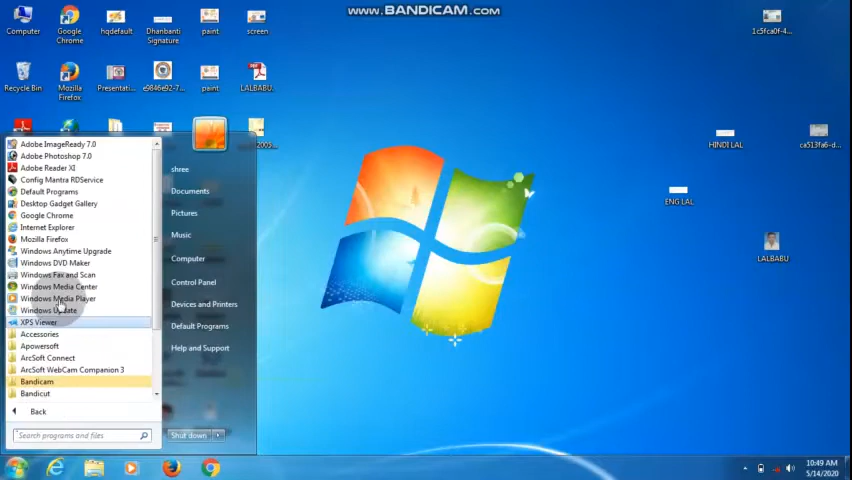 www.BANDICAM.com
Computer
Google
Chrome
hqdefault
Dhanbanti
Signature
paint
screen
1c5fca0f-4...
Recycle Bin
Mozilla
Firefox
Presentati...
e9846e92-7...
paint
LALBABU...
HINDI LAL
ca513fa6-d...
ENG LAL
LALBABU
Adobe ImageReady 7.0
Adobe Photoshop 7.0
Adobe Reader XI
Config Mantra RDService
Default Programs
Desktop Gadget Gallery
Google Chrome
Internet Explorer
Mozilla Firefox
Windows Anytime Upgrade
Windows DVD Maker
Windows Fax and Scan
Windows Media Center
Windows Media Player
Windows Update
XPS Viewer
Accessories
Apowersoft
ArcSoft Connect
ArcSoft WebCam Companion 3
Bandicam
Bandicut
Back
Search programs and files
shree
Documents
Pictures
Music
Computer
Control Panel
Devices and Printers
Default Programs
Help and Support
Shut down
10:49 AM
5/14/2020